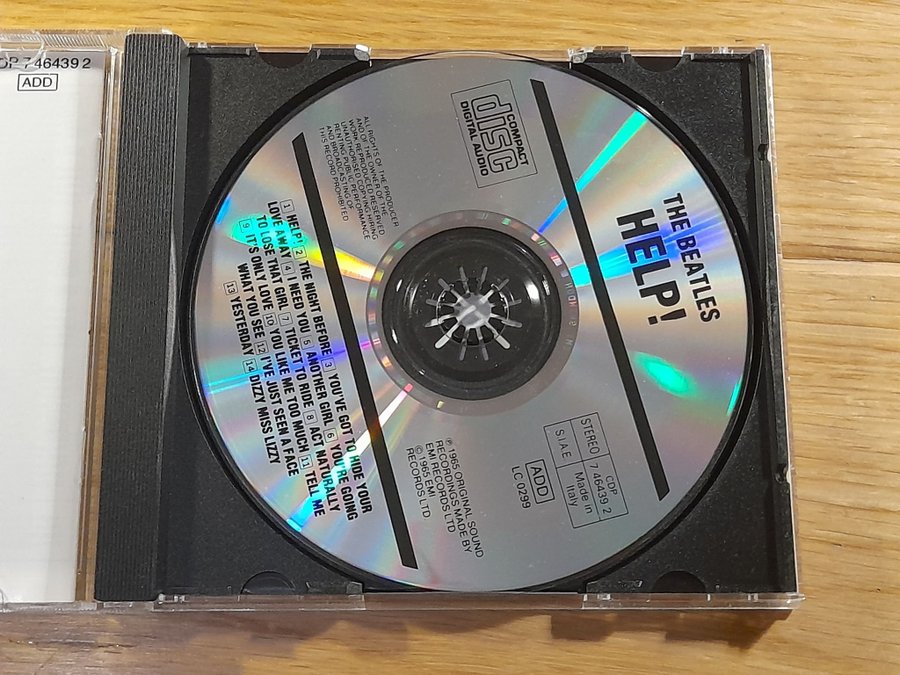 CDP 7 46439 2
ADD
THE BEATLES
HELP!
COMPACT
disc
DIGITAL AUDIO
ALL RIGHTS OF THE PRODUCER
AND OF THE OWNER OF THE
WORK REPRODUCED RESERVED
UNAUTHORISED COPYING HIRING
RENTING PUBLIC PERFORMANCE
AND BROADCASTING OF
THIS RECORD PROHIBITED
STEREO
CDP
7 46439 2
S.I.A.E
Made in
Italy
ADD
LC 0299
℗ 1965 ORIGINAL SOUND
RECORDINGS MADE BY
EMI RECORDS LTD
© 1965 EMI
RECORDS LTD
1 HELP! 2 THE NIGHT BEFORE 3 YOU'VE GOT TO HIDE YOUR
LOVE AWAY 4 I NEED YOU 5 ANOTHER GIRL 6 YOU'RE GOING
TO LOSE THAT GIRL 7 TICKET TO RIDE 8 ACT NATURALLY
9 IT'S ONLY LOVE 10 YOU LIKE ME TOO MUCH 11 TELL ME
WHAT YOU SEE 12 I'VE JUST SEEN A FACE
13 YESTERDAY 14 DIZZY MISS LIZZY